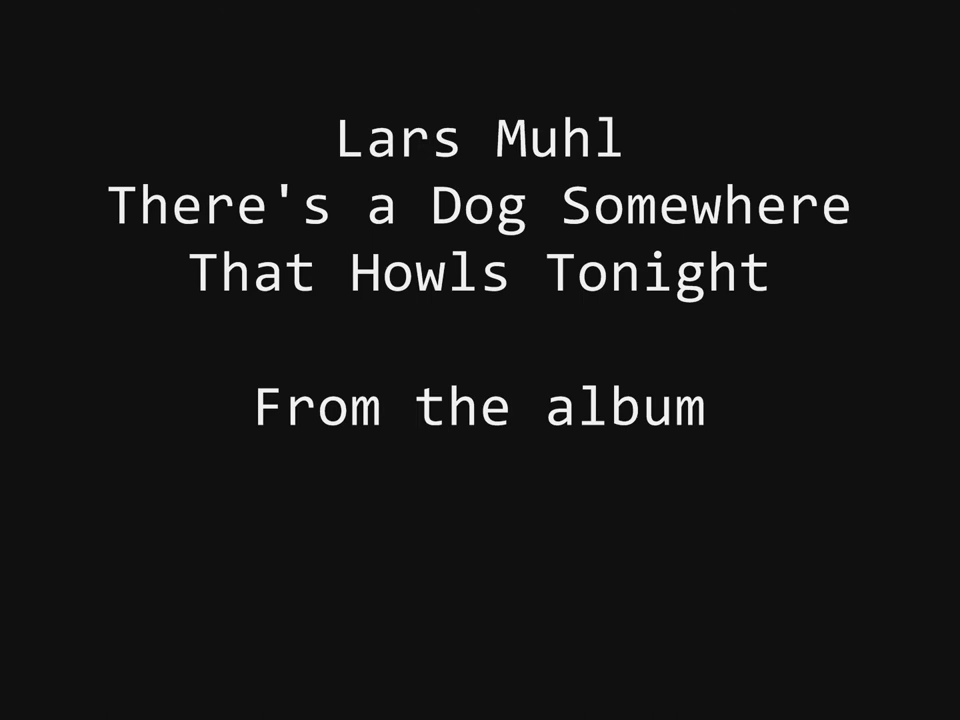 Lars Muhl
There's a Dog Somewhere
That Howls Tonight
From the album